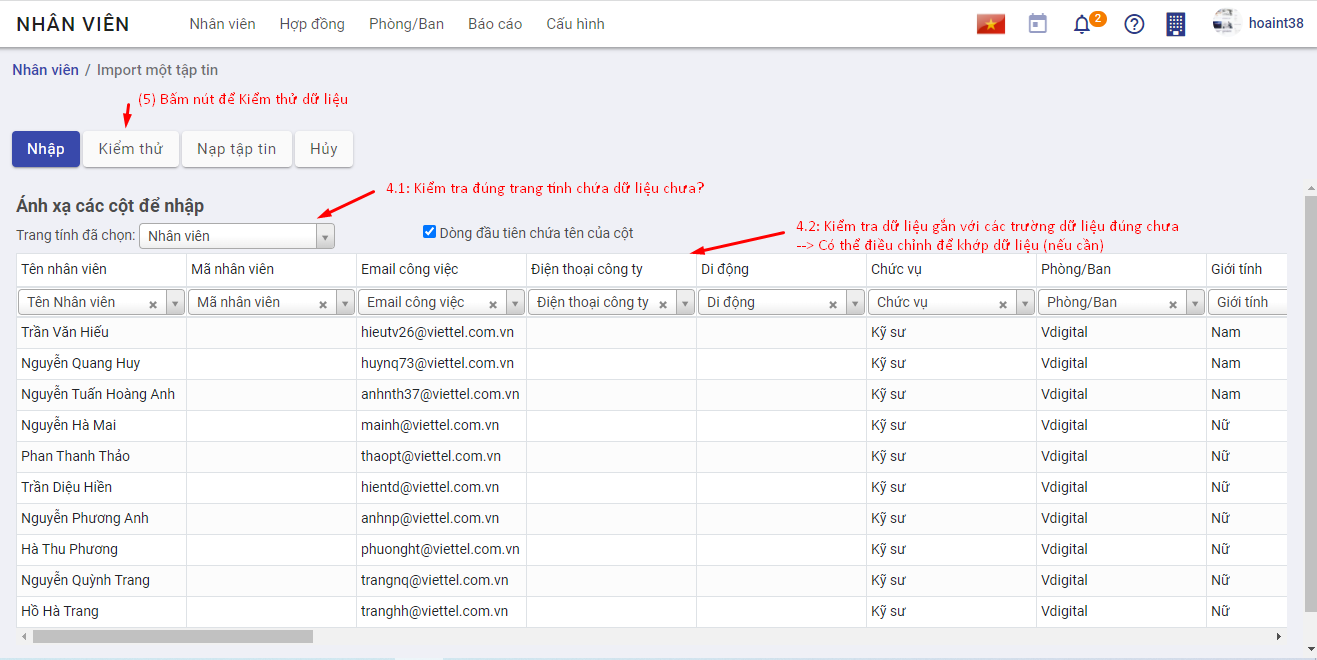 NHÂN VIÊN Nhân viên Hợp đồng Phòng/Ban Báo cáo Cấu hình 2 hoaint38
Nhân viên / Import một tập tin
(5) Bấm nút để Kiểm thử dữ liệu
Nhập Kiểm thử Nạp tập tin Hủy
4.1: Kiểm tra đúng trang tính chứa dữ liệu chưa?
Ánh xạ các cột để nhập
Trang tính đã chọn: Nhân viên Dòng đầu tiên chứa tên của cột
4.2: Kiểm tra dữ liệu gắn với các trường dữ liệu đúng chưa
--> Có thể điều chỉnh để khớp dữ liệu (nếu cần)
Tên nhân viên Mã nhân viên Email công việc Điện thoại công ty Di động Chức vụ Phòng/Ban Giới tính
Tên Nhân viên × Mã nhân viên × Email công việc × Điện thoại công ty × Di động × Chức vụ × Phòng/Ban × Giới tính
Trần Văn Hiếu hieutv26@viettel.com.vn Kỹ sư Vdigital Nam
Nguyễn Quang Huy huynq73@viettel.com.vn Kỹ sư Vdigital Nam
Nguyễn Tuấn Hoàng Anh anhnth37@viettel.com.vn Kỹ sư Vdigital Nam
Nguyễn Hà Mai mainh@viettel.com.vn Kỹ sư Vdigital Nữ
Phan Thanh Thảo thaopt@viettel.com.vn Kỹ sư Vdigital Nữ
Trần Diệu Hiền hientd@viettel.com.vn Kỹ sư Vdigital Nữ
Nguyễn Phương Anh anhnp@viettel.com.vn Kỹ sư Vdigital Nữ
Hà Thu Phương phuonght@viettel.com.vn Kỹ sư Vdigital Nữ
Nguyễn Quỳnh Trang trangnq@viettel.com.vn Kỹ sư Vdigital Nữ
Hồ Hà Trang tranghh@viettel.com.vn Kỹ sư Vdigital Nữ